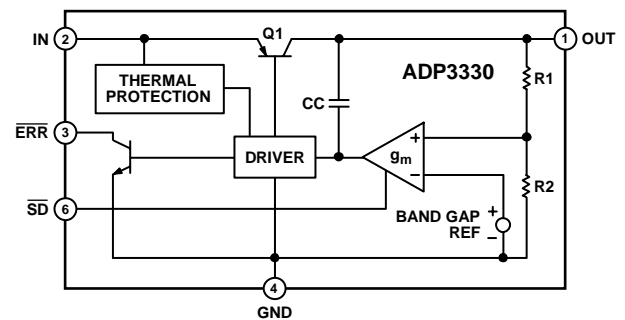 IN 2 Q1 1 OUT
THERMAL
PROTECTION
ADP3330
R1
CC
ERR 3
+
gm
−
DRIVER
R2
SD 6
BAND GAP +
REF −
4
GND